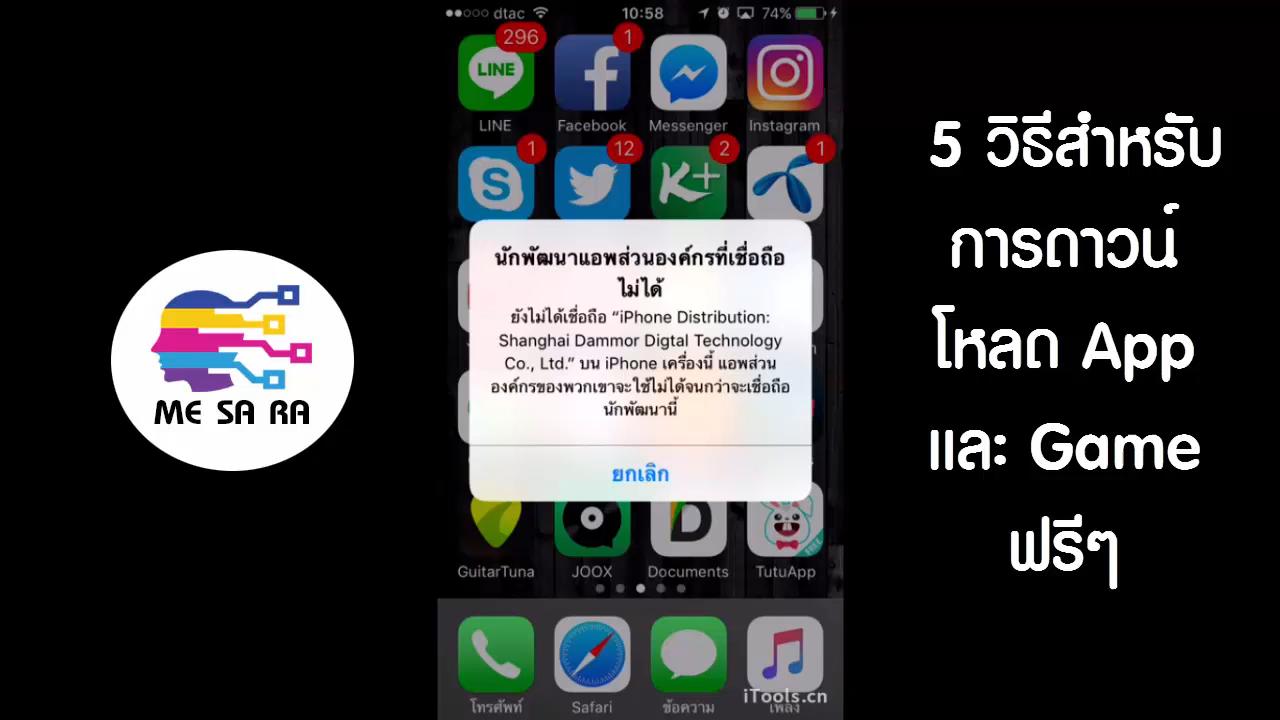 dtac 10:58 74%
296 1
LINE Facebook Messenger Instagram
1 12 2 1
K+
นักพัฒนาแอพส่วนองค์กรที่เชื่อถือ
ไม่ได้
ยังไม่ได้เชื่อถือ “iPhone Distribution:
Shanghai Dammor Digtal Technology
Co., Ltd.” บน iPhone เครื่องนี้ แอพส่วน
องค์กรของพวกเขาจะใช้ไม่ได้จนกว่าจะเชื่อถือ
นักพัฒนานี้
ยกเลิก
GuitarTuna JOOX Documents TutuApp
โทรศัพท์ Safari ข้อความ เพลง
iTools.cn
ME SA RA
5 วิธีสำหรับ
การดาวน์
โหลด App
และ Game
ฟรีๆ